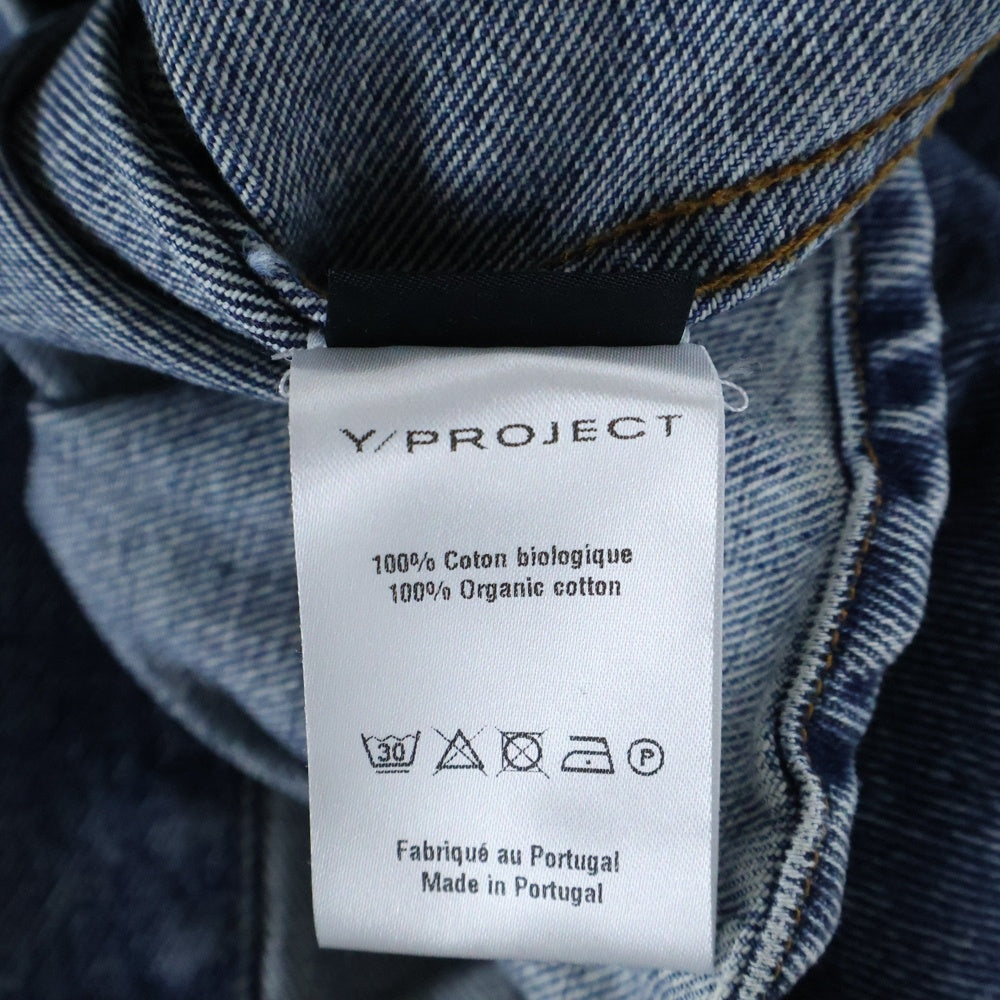 Y/PROJECT
100% Coton biologique
100% Organic cotton
30 P
Fabriqué au Portugal
Made in Portugal